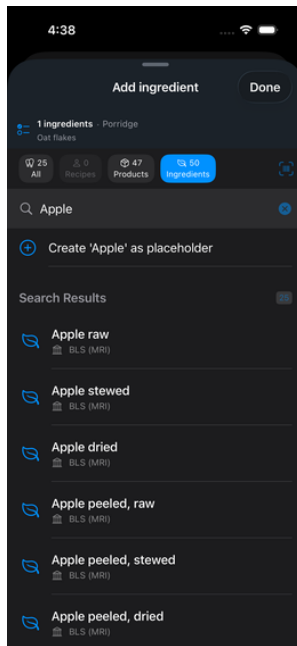 4:38
Add ingredient
Done
1 ingredients · Porridge
Oat flakes
25
All
0
Recipes
47
Products
50
Ingredients
Apple
Create 'Apple' as placeholder
Search Results
25
Apple raw
BLS (MRI)
Apple stewed
BLS (MRI)
Apple dried
BLS (MRI)
Apple peeled, raw
BLS (MRI)
Apple peeled, stewed
BLS (MRI)
Apple peeled, dried
BLS (MRI)